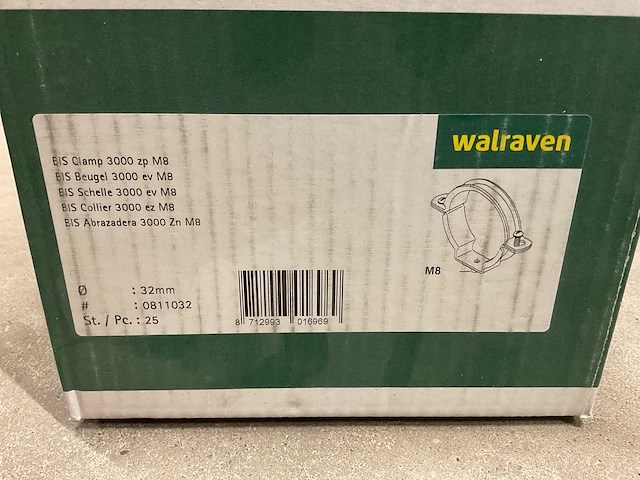 walraven
BIS Clamp 3000 zp M8
BIS Beugel 3000 ev M8
BIS Schelle 3000 ev M8
BIS Collier 3000 ez M8
BIS Abrazadera 3000 Zn M8
M8
Ø : 32mm
# : 0811032
St. / Pc. : 25
8 712993 016969